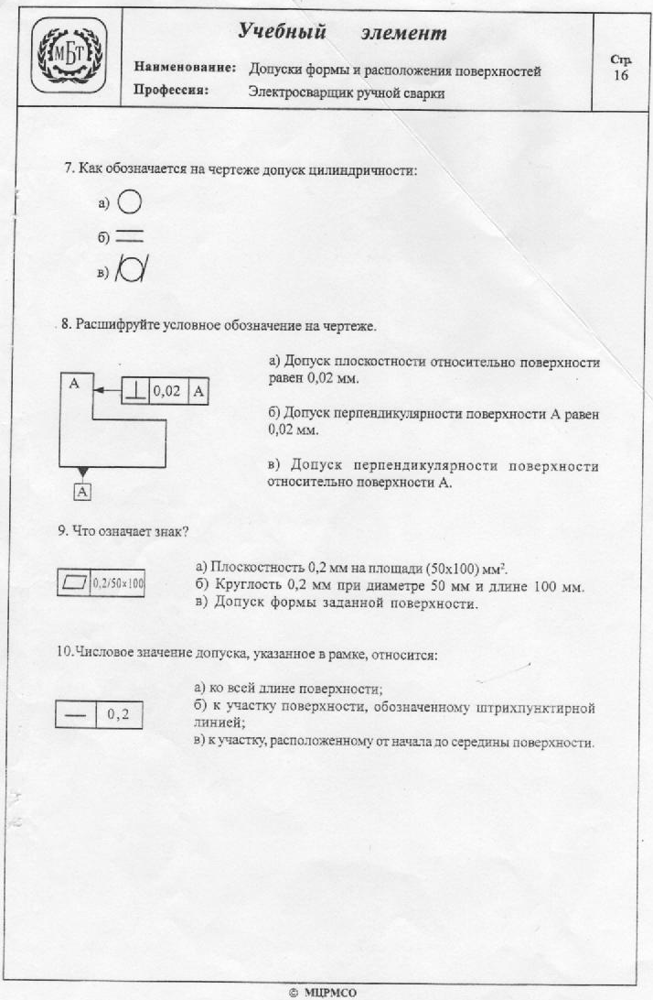 Учебный элемент
МБТ
Наименование: Допуски формы и расположения поверхностей
Профессия: Электросварщик ручной сварки
Стр.
16
7. Как обозначается на чертеже допуск цилиндричности:
а)
б)
в)
8. Расшифруйте условное обозначение на чертеже.
А
0,02 А
А
а) Допуск плоскостности относительно поверхности
равен 0,02 мм.
б) Допуск перпендикулярности поверхности А равен
0,02 мм.
в) Допуск перпендикулярности поверхности
относительно поверхности А.
9. Что означает знак?
0,2/50х100
а) Плоскостность 0,2 мм на площади (50х100) мм².
б) Круглость 0,2 мм при диаметре 50 мм и длине 100 мм.
в) Допуск формы заданной поверхности.
10.Числовое значение допуска, указанное в рамке, относится:
— 0,2
а) ко всей длине поверхности;
б) к участку поверхности, обозначенному штрихпунктирной
линией;
в) к участку, расположенному от начала до середины поверхности.
© МЦРМСО